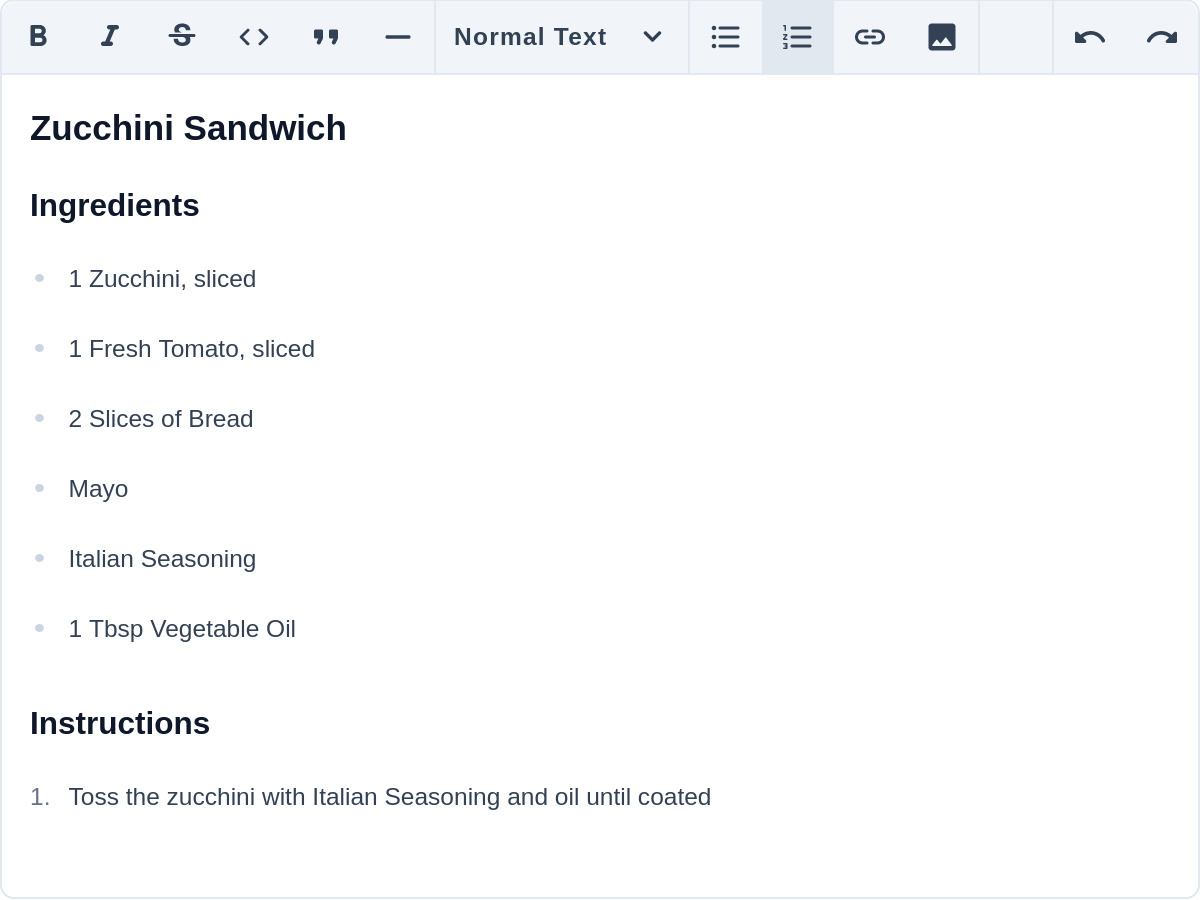 Normal Text
Zucchini Sandwich
Ingredients
• 1 Zucchini, sliced
• 1 Fresh Tomato, sliced
• 2 Slices of Bread
• Mayo
• Italian Seasoning
• 1 Tbsp Vegetable Oil
Instructions
1. Toss the zucchini with Italian Seasoning and oil until coated